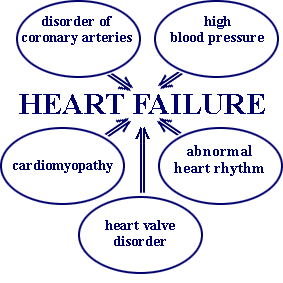 disorder of
coronary arteries
high
blood pressure
HEART FAILURE
cardiomyopathy
abnormal
heart rhythm
heart valve
disorder